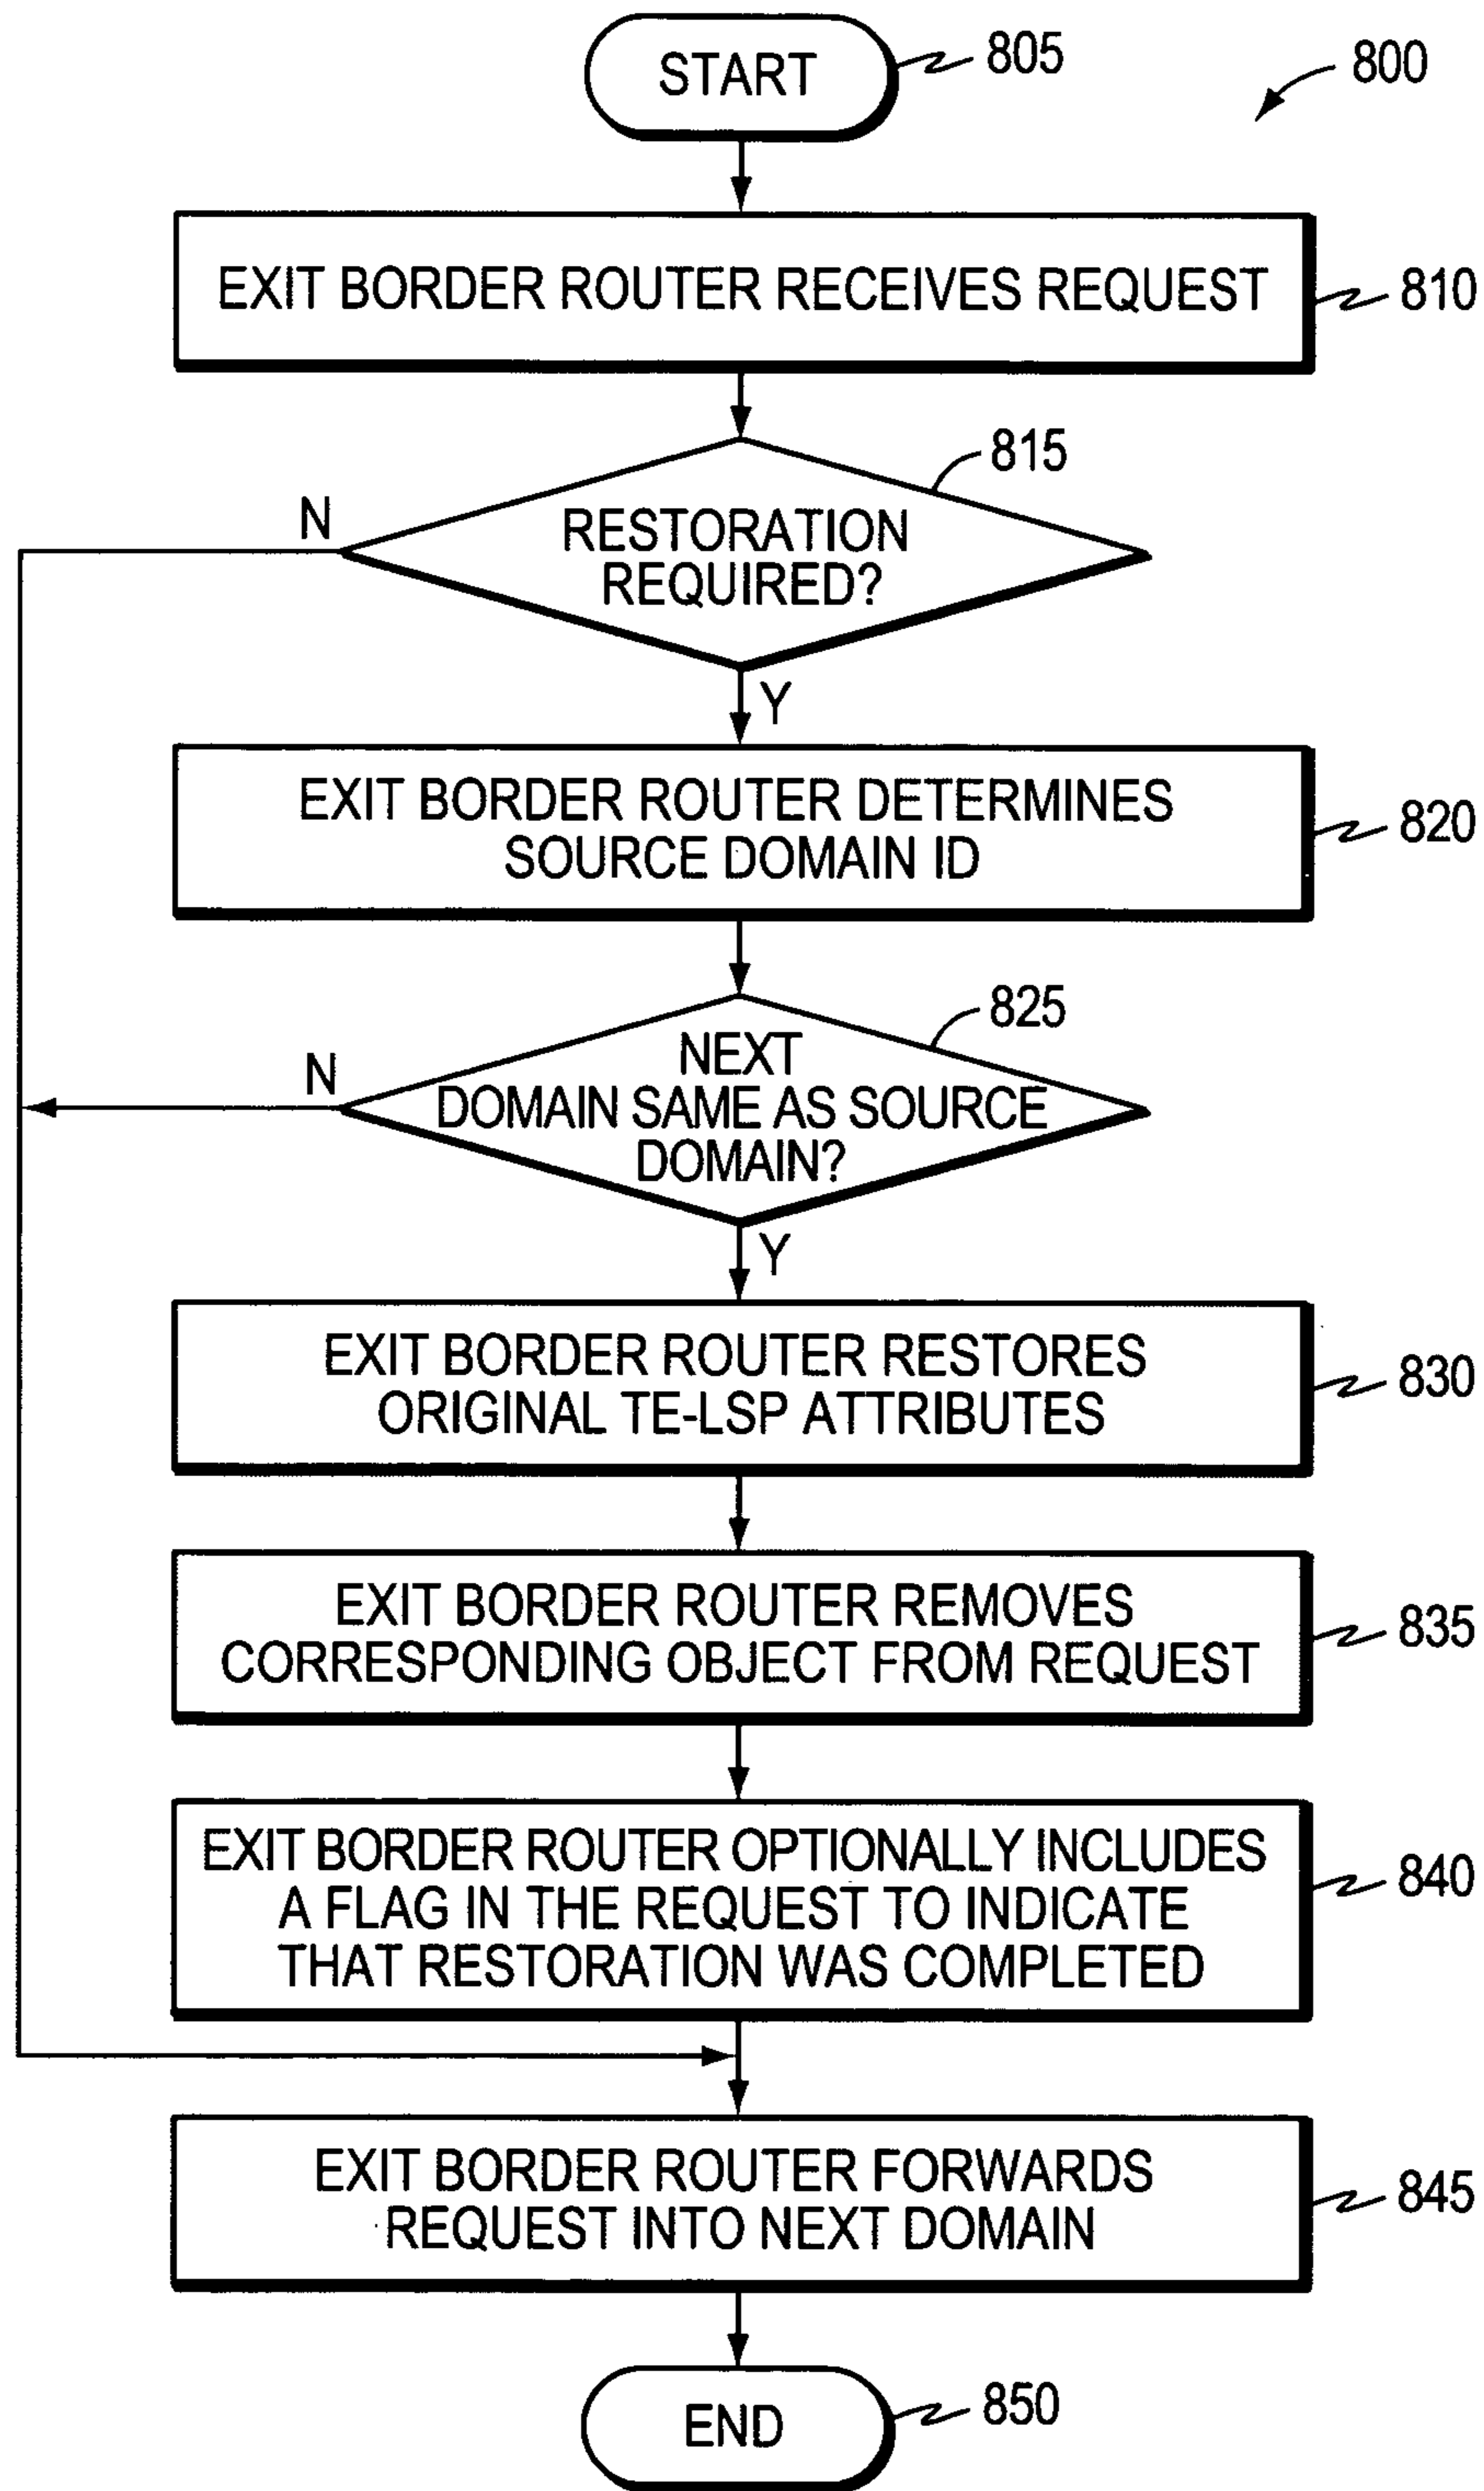 START
805
800
EXIT BORDER ROUTER RECEIVES REQUEST
810
815
N
RESTORATION
REQUIRED?
Y
EXIT BORDER ROUTER DETERMINES
SOURCE DOMAIN ID
820
825
N
NEXT
DOMAIN SAME AS SOURCE
DOMAIN?
Y
EXIT BORDER ROUTER RESTORES
ORIGINAL TE-LSP ATTRIBUTES
830
EXIT BORDER ROUTER REMOVES
CORRESPONDING OBJECT FROM REQUEST
835
EXIT BORDER ROUTER OPTIONALLY INCLUDES
A FLAG IN THE REQUEST TO INDICATE
THAT RESTORATION WAS COMPLETED
840
EXIT BORDER ROUTER FORWARDS
REQUEST INTO NEXT DOMAIN
845
END
850